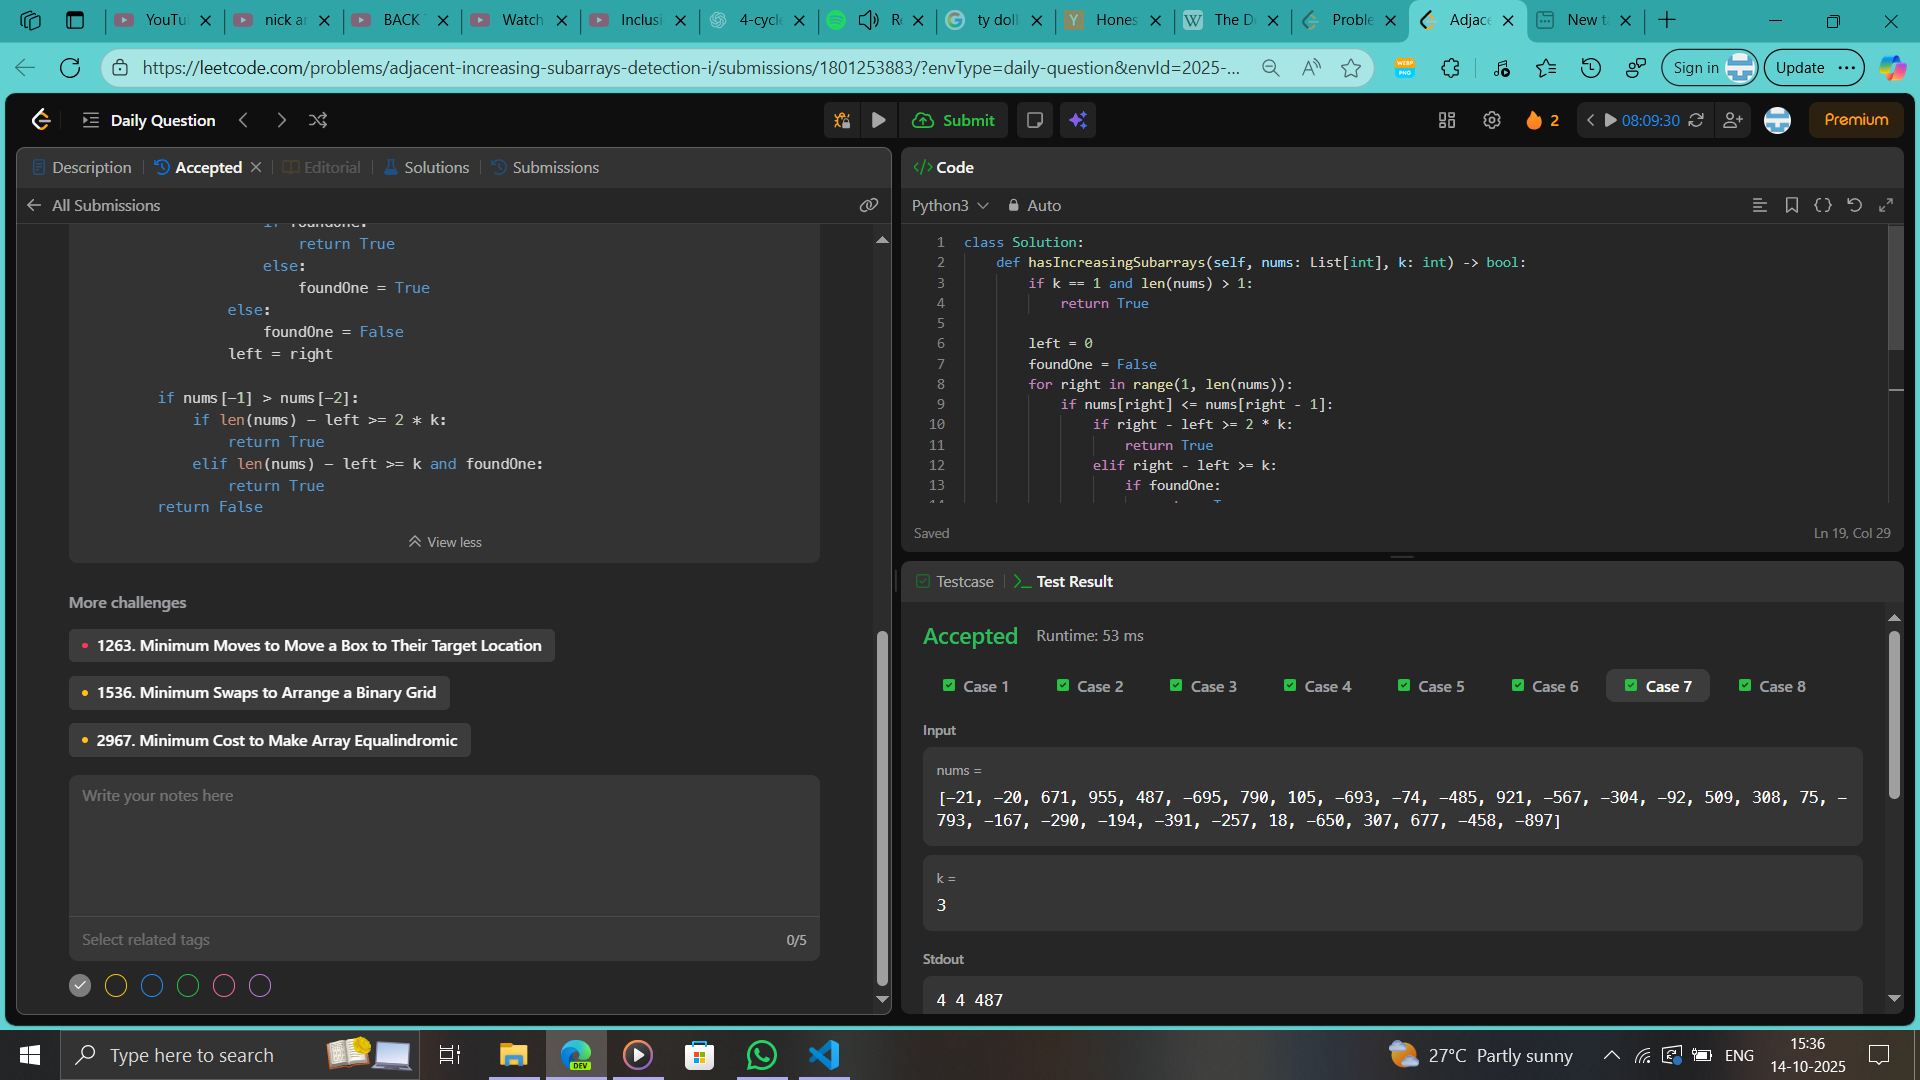 YouTu
nick ar
BACK T
Watch
Inclusi
4-cycle
ty doll
Hones
The D
Proble
Adjace
New t
https://leetcode.com/problems/adjacent-increasing-subarrays-detection-i/submissions/1801253883/?envType=daily-question&envId=2025-...
Sign in
Update
Daily Question
Submit
2
08:09:30
Premium
Description
Accepted
Editorial
Solutions
Submissions
All Submissions
if foundOne:
return True
else:
foundOne = True
else:
foundOne = False
left = right
if nums[-1] > nums[-2]:
if len(nums) - left >= 2 * k:
return True
elif len(nums) - left >= k and foundOne:
return True
return False
View less
More challenges
1263. Minimum Moves to Move a Box to Their Target Location
1536. Minimum Swaps to Arrange a Binary Grid
2967. Minimum Cost to Make Array Equalindromic
Write your notes here
Select related tags
0/5
</> Code
Python3
Auto
1 class Solution:
2 def hasIncreasingSubarrays(self, nums: List[int], k: int) -> bool:
3 if k == 1 and len(nums) > 1:
4 return True
5
6 left = 0
7 foundOne = False
8 for right in range(1, len(nums)):
9 if nums[right] <= nums[right - 1]:
10 if right - left >= 2 * k:
11 return True
12 elif right - left >= k:
13 if foundOne:
Saved
Ln 19, Col 29
Testcase
Test Result
Accepted
Runtime: 53 ms
Case 1
Case 2
Case 3
Case 4
Case 5
Case 6
Case 7
Case 8
Input
nums =
[-21, -20, 671, 955, 487, -695, 790, 105, -693, -74, -485, 921, -567, -304, -92, 509, 308, 75, -
793, -167, -290, -194, -391, -257, 18, -650, 307, 677, -458, -897]
k =
3
Stdout
4 4 487
Type here to search
DEV
27°C Partly sunny
ENG
15:36
14-10-2025